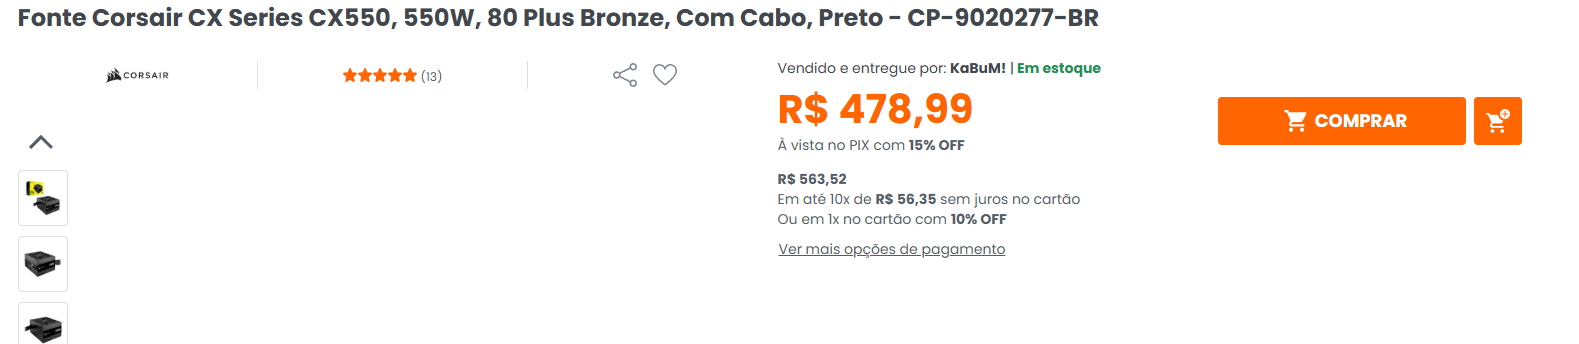 Fonte Corsair CX Series CX550, 550W, 80 Plus Bronze, Com Cabo, Preto - CP-9020277-BR
CORSAIR
(13)
Vendido e entregue por: KaBuM! | Em estoque
R$ 478,99
À vista no PIX com 15% OFF
R$ 563,52
Em até 10x de R$ 56,35 sem juros no cartão
Ou em 1x no cartão com 10% OFF
Ver mais opções de pagamento
COMPRAR